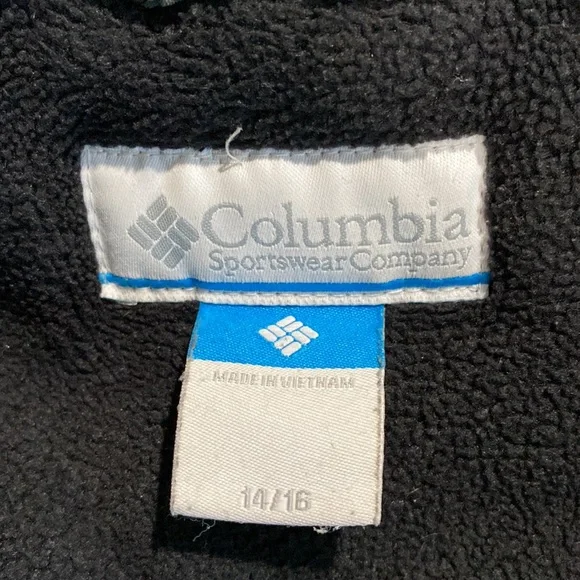 Columbia
Sportswear Company
MADE IN VIETNAM
14/16